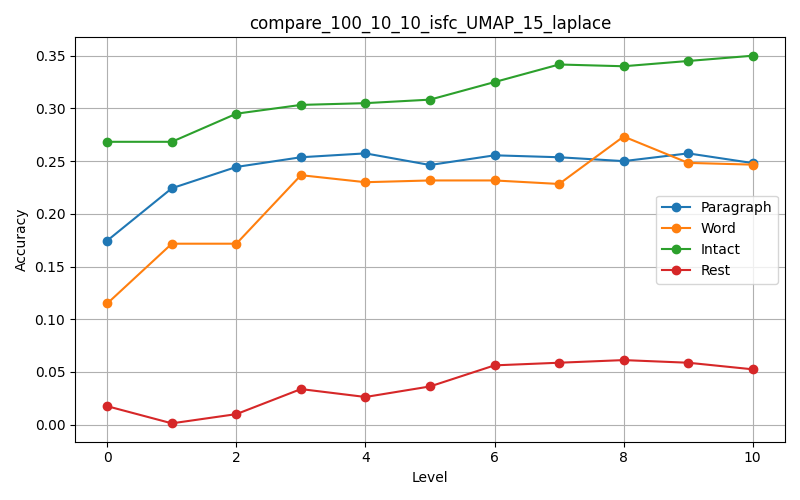 compare_100_10_10_isfc_UMAP_15_laplace
0.35
0.30
0.25
0.20
0.15
0.10
0.05
0.00
Accuracy
Paragraph
Word
Intact
Rest
0 2 4 6 8 10
Level